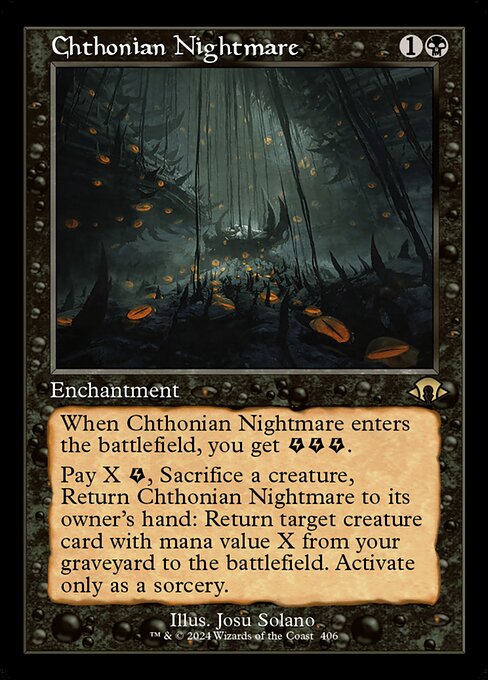 Chthonian Nightmare 1
Enchantment
When Chthonian Nightmare enters
the battlefield, you get
Pay X , Sacrifice a creature,
Return Chthonian Nightmare to its
owner's hand: Return target creature
card with mana value X from your
graveyard to the battlefield. Activate
only as a sorcery.
Illus. Josu Solano
™ & © 2024 Wizards of the Coast 406